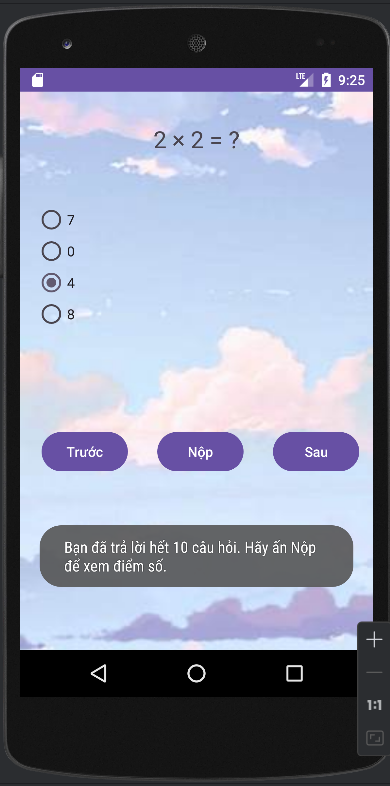 LTE 9:25
2 × 2 = ?
7
0
4
8
Trước Nộp Sau
Bạn đã trả lời hết 10 câu hỏi. Hãy ấn Nộp
để xem điểm số.
1:1